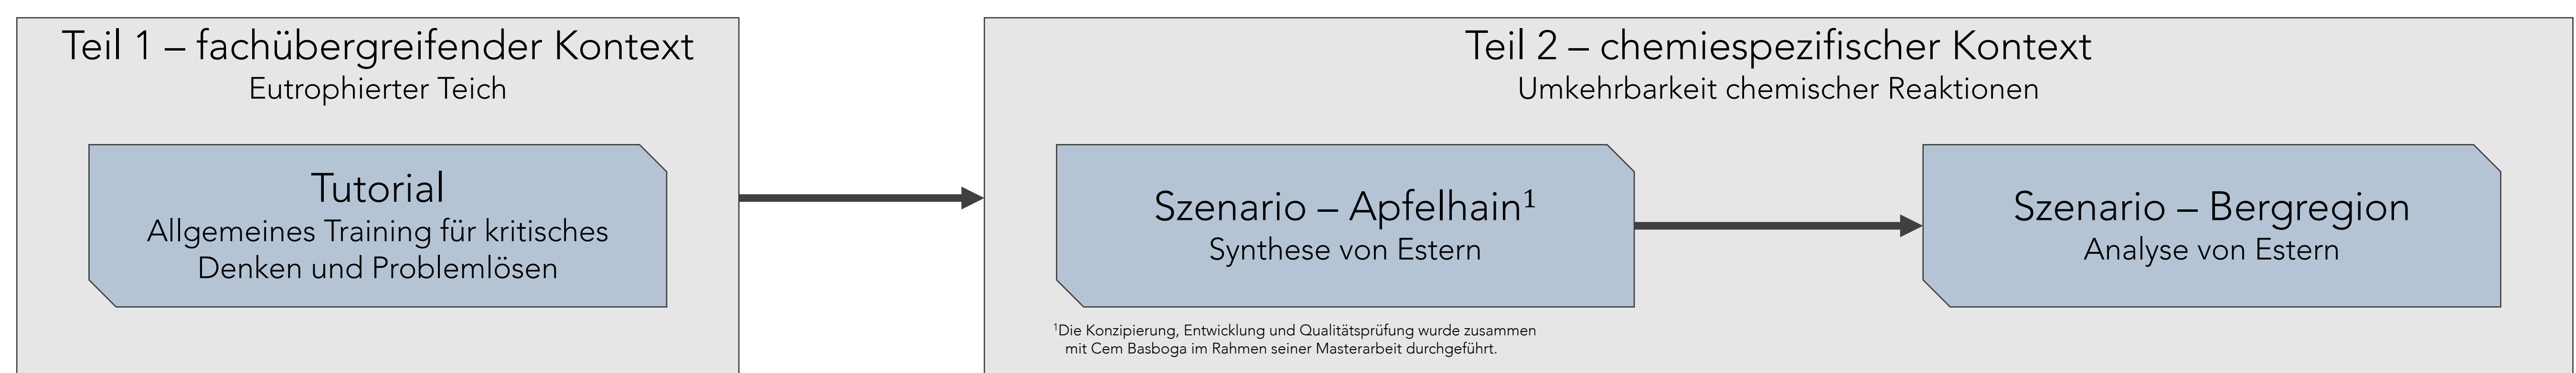 Teil 1 – fachübergreifender Kontext
Eutrophierter Teich
Tutorial
Allgemeines Training für kritisches
Denken und Problemlösen
Teil 2 – chemiespezifischer Kontext
Umkehrbarkeit chemischer Reaktionen
Szenario – Apfelhain¹
Synthese von Estern
¹Die Konzipierung, Entwicklung und Qualitätsprüfung wurde zusammen
mit Cem Basboga im Rahmen seiner Masterarbeit durchgeführt.
Szenario – Bergregion
Analyse von Estern